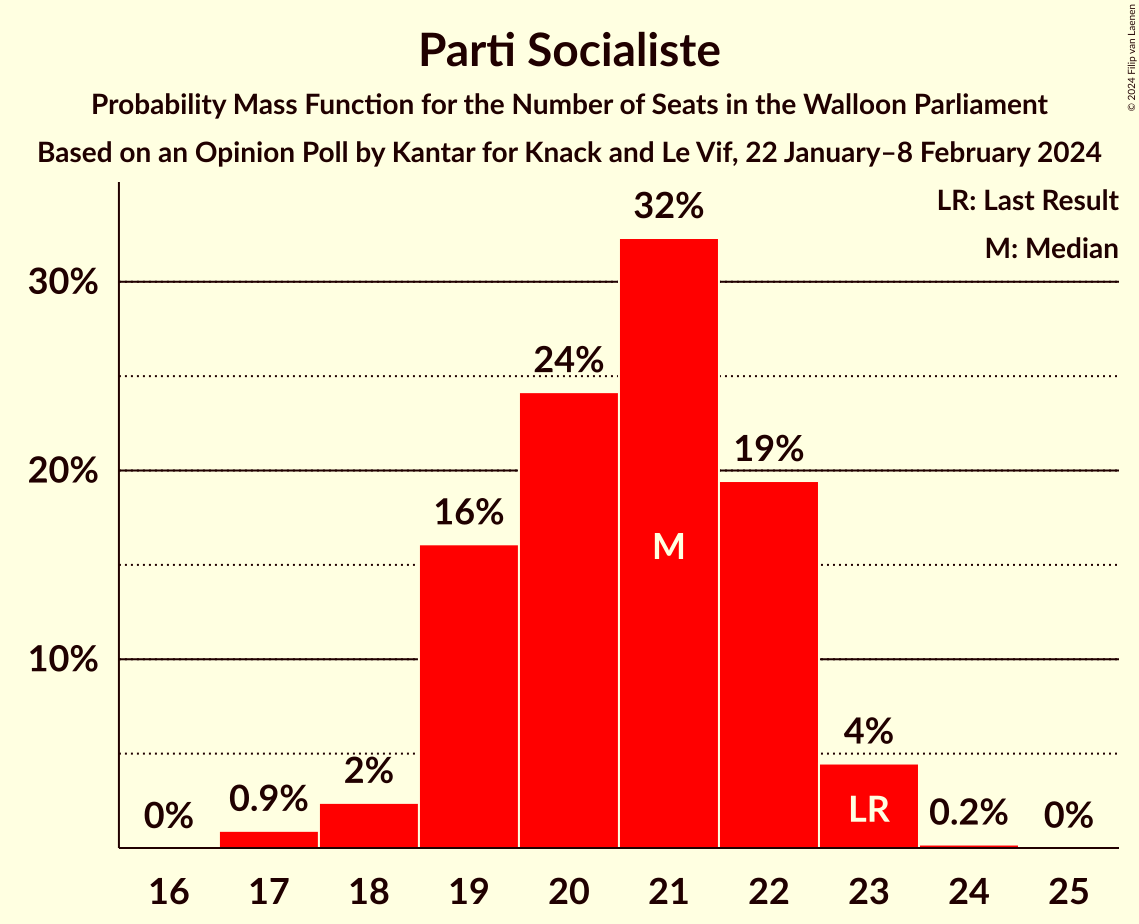 Parti Socialiste
Probability Mass Function for the Number of Seats in the Walloon Parliament
Based on an Opinion Poll by Kantar for Knack and Le Vif, 22 January–8 February 2024
© 2024 Filip van Laenen
LR: Last Result
M: Median
30%
20%
10%
0%
0.9%
2%
16%
24%
32%
19%
4%
0.2%
0%
M
LR
16 17 18 19 20 21 22 23 24 25